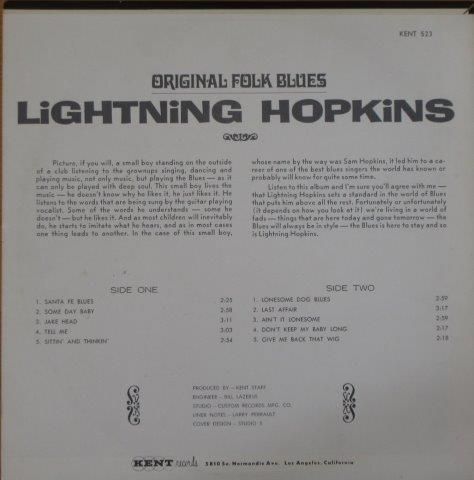 KENT 523
ORIGINAL FOLK BLUES
LiGHTNiNG HOPKiNS
Picture, if you will, a small boy standing on the outside
of a club listening to the grownups singing, dancing and
playing music, not only music, but playing the Blues — as it
can only be played with deep soul. This small boy lives the
music — he doesn't know why he likes it, he just likes it. He
listens to the words that are being sung by the guitar playing
vocalist. Some of the words he understands — some he
doesn't — but he likes it. And as most children will inevitably
do, he starts to imitate what he hears, and as in most cases
one thing leads to another. In the case of this small boy,
whose name by the way was Sam Hopkins, it led him to a ca-
reer of one of the best blues singers the world has known or
probably will know for quite some time.
Listen to this album and I'm sure you'll agree with me —
that Lightning Hopkins sets a standard in the world of Blues
that puts him above all the rest. Fortunately or unfortunately
(it depends on how you look at it) we're living in a world of
fads — things that are here today and gone tomorrow — the
Blues will always be in style — the Blues is here to stay and so
is Lightning Hopkins.
SIDE ONE
1. SANTA FE BLUES 2:25
2. SOME DAY BABY 2:58
3. JAKE HEAD 3:11
4. TELL ME 3:03
5. SITTIN' AND THINKIN' 2:54
SIDE TWO
1. LONESOME DOG BLUES 2:59
2. LAST AFFAIR 3:17
3. AIN'T IT LONESOME 2:59
4. DON'T KEEP MY BABY LONG 2:17
5. GIVE ME BACK THAT WIG 2:18
PRODUCED BY — KENT STAFF
ENGINEER — BILL LAZERUS
STUDIO — CUSTOM RECORDS MFG. CO.
LINER NOTES — LARRY PERRAULT
COVER DESIGN — STUDIO 5
KENT records 5810 So. Normandie Ave. Los Angeles, California